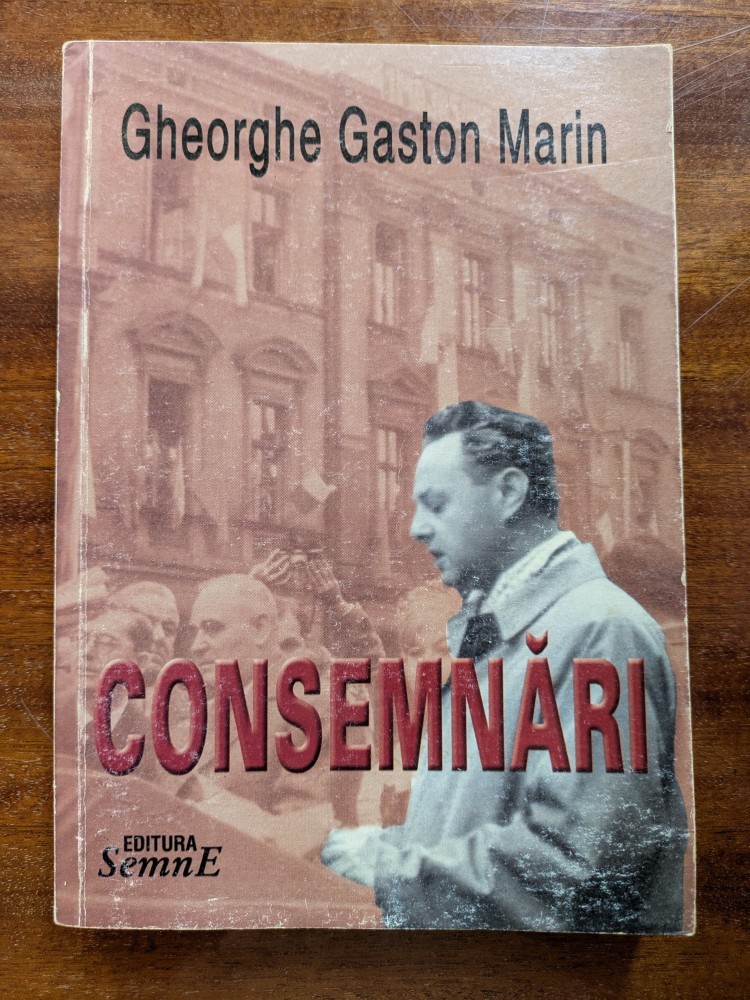 Gheorghe Gaston Marin
CONSEMNĂRI
EDITURA
SemnE